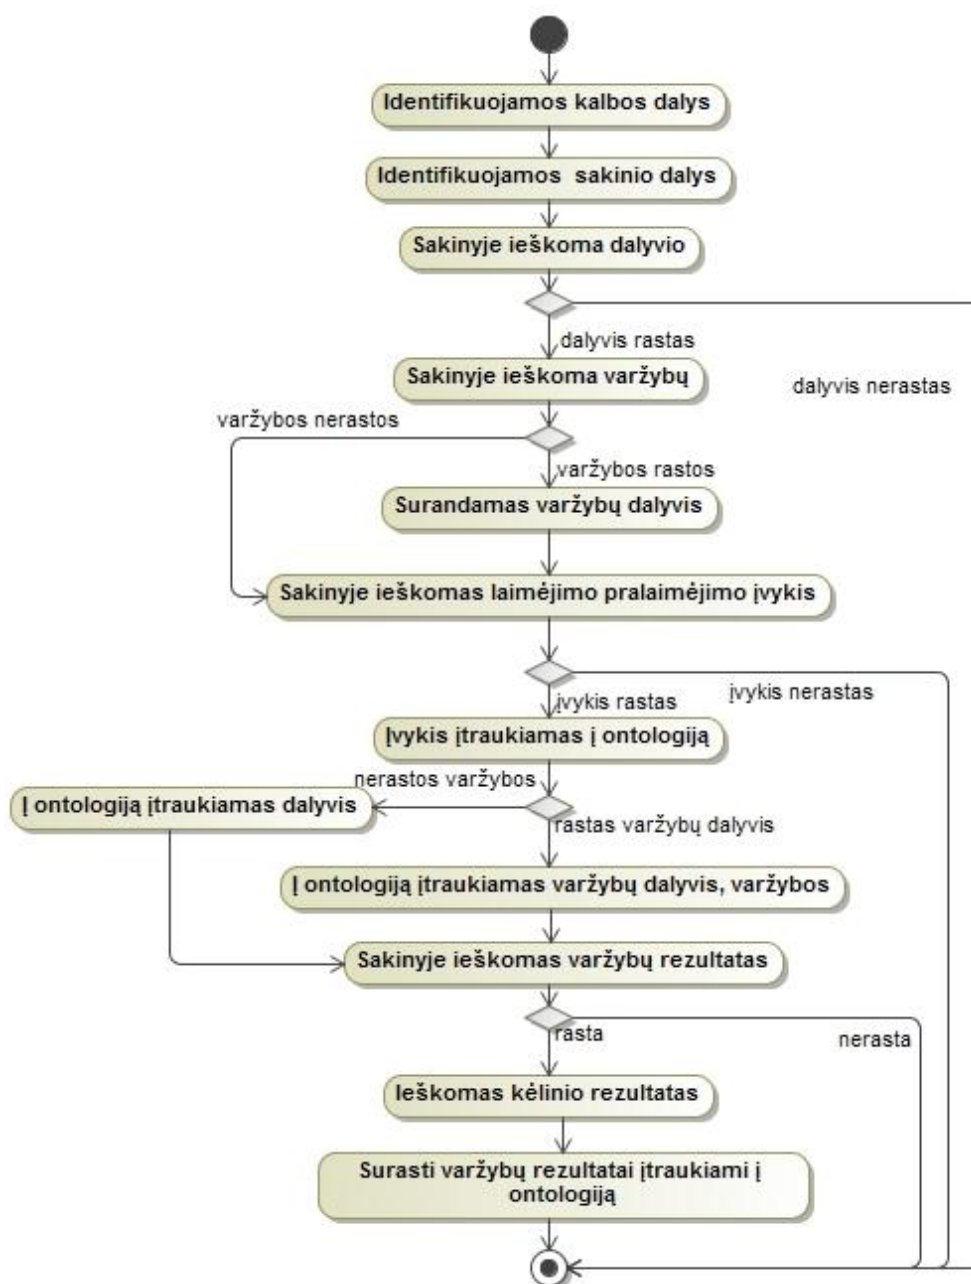 Identifikuojamos kalbos dalys
Identifikuojamos sakinio dalys
Sakinyje ieškoma dalyvio
dalyvis rastas
Sakinyje ieškoma varžybų
dalyvis nerastas
varžybos nerastos
varžybos rastos
Surandamas varžybų dalyvis
Sakinyje ieškomas laimėjimo pralaimėjimo įvykis
įvykis nerastas
įvykis rastas
Įvykis įtraukiamas į ontologiją
nerastos varžybos
Į ontologiją įtraukiamas dalyvis
rastas varžybų dalyvis
Į ontologiją įtraukiamas varžybų dalyvis, varžybos
Sakinyje ieškomas varžybų rezultatas
rasta
nerasta
Ieškomas kėlinio rezultatas
Surasti varžybų rezultatai įtraukiami į
ontologiją